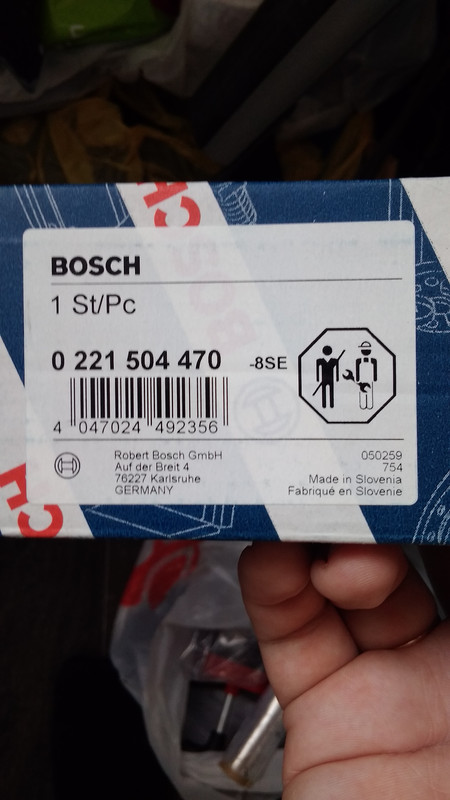 BOSCH
1 St/Pc
0 221 504 470 -8SE
4 047024 492356
Robert Bosch GmbH
Auf der Breit 4
76227 Karlsruhe
GERMANY
050259
754
Made in Slovenia
Fabriqué en Slovenie